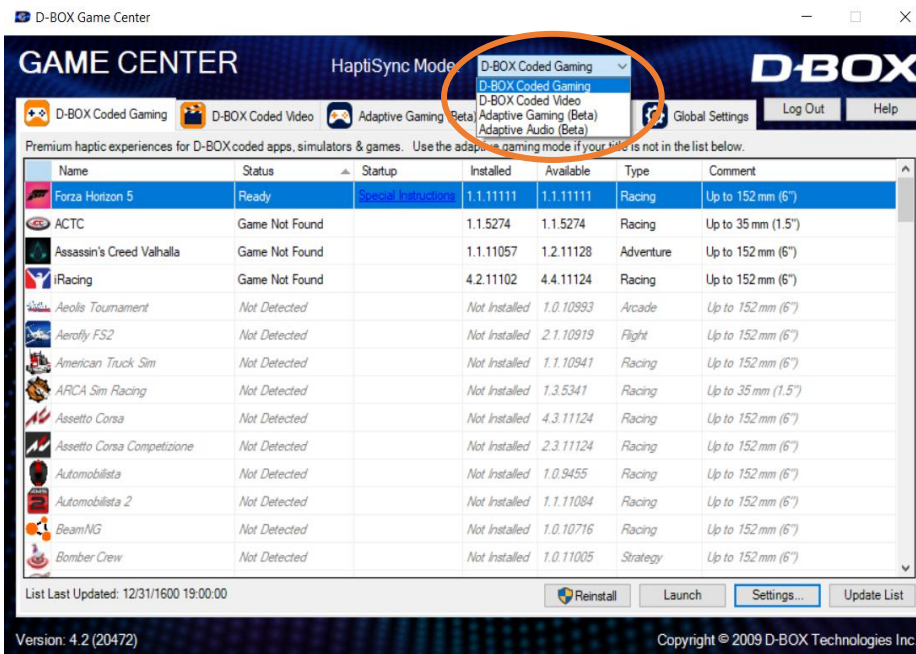 D-BOX Game Center
GAME CENTER
HaptiSync Mode:
D-BOX Coded Gaming
D-BOX
D-BOX Coded Gaming
D-BOX Coded Video
Adaptive Gaming (Beta)
Adaptive Audio (Beta)
D-BOX Coded Gaming D-BOX Coded Video Adaptive Gaming (Beta) Global Settings Log Out Help
Premium haptic experiences for D-BOX coded apps, simulators & games. Use the adaptive gaming mode if your title is not in the list below.
Name Status Startup Installed Available Type Comment
Forza Horizon 5 Ready Special Instructions 1.1.11111 1.1.11111 Racing Up to 152 mm (6")
ACTC Game Not Found 1.1.5274 1.1.5274 Racing Up to 35 mm (1.5")
Assassin's Creed Valhalla Game Not Found 1.1.11057 1.2.11128 Adventure Up to 152 mm (6")
iRacing Game Not Found 4.2.11102 4.4.11124 Racing Up to 152 mm (6")
Aeolis Tournament Not Detected Not Installed 1.0.10993 Arcade Up to 152 mm (6")
Aerofly FS2 Not Detected Not Installed 2.1.10919 Flight Up to 152 mm (6")
American Truck Sim Not Detected Not Installed 1.1.10941 Racing Up to 152 mm (6")
ARCA Sim Racing Not Detected Not Installed 1.3.5341 Racing Up to 35 mm (1.5")
Assetto Corsa Not Detected Not Installed 4.3.11124 Racing Up to 152 mm (6")
Assetto Corsa Competizione Not Detected Not Installed 2.3.11124 Racing Up to 152 mm (6")
Automobilista Not Detected Not Installed 1.0.9455 Racing Up to 152 mm (6")
Automobilista 2 Not Detected Not Installed 1.1.11084 Racing Up to 152 mm (6")
BeamNG Not Detected Not Installed 1.0.10716 Racing Up to 152 mm (6")
Bomber Crew Not Detected Not Installed 1.0.11005 Strategy Up to 152 mm (6")
List Last Updated: 12/31/1600 19:00:00 Reinstall Launch Settings... Update List
Version: 4.2 (20472) Copyright © 2009 D-BOX Technologies Inc